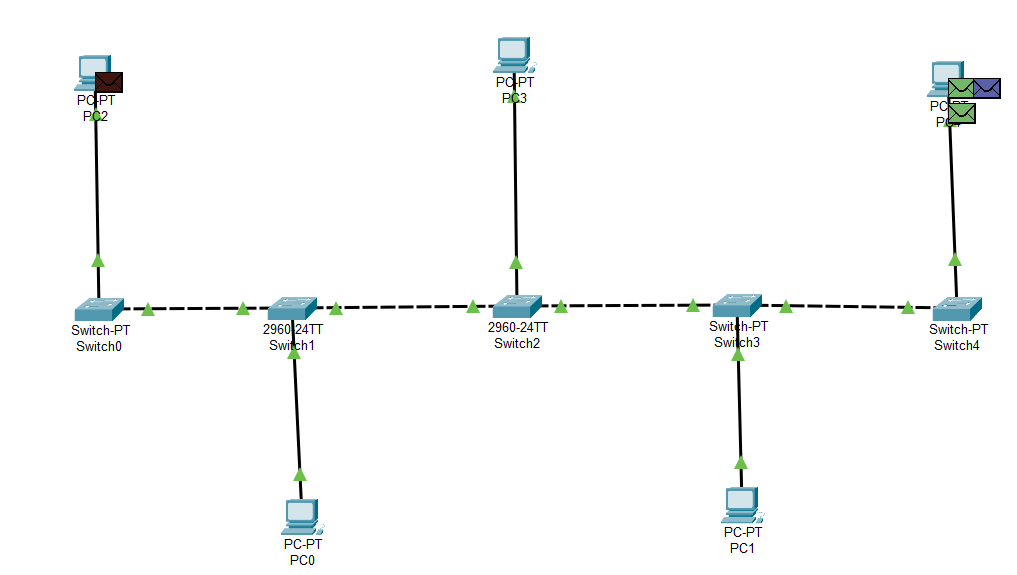 PC-PT
PC2
PC-PT
PC3
PC-PT
Switch-PT
Switch0
2960-24TT
Switch1
2960-24TT
Switch2
Switch-PT
Switch3
Switch-PT
Switch4
PC-PT
PC0
PC-PT
PC1